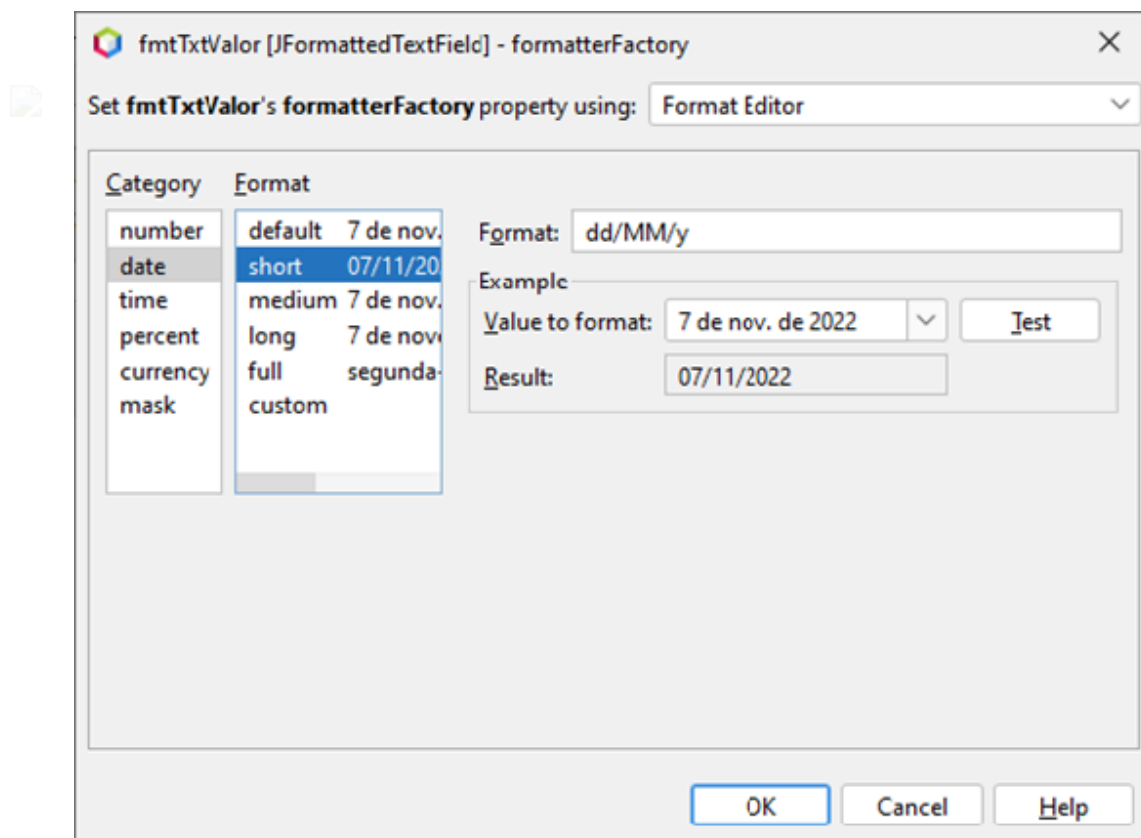 fmtTxtValor [JFormattedTextField] - formatterFactory
Set fmtTxtValor's formatterFactory property using: Format Editor
Category Format
number
date
time
percent
currency
mask
default 7 de nov.
short 07/11/20
medium 7 de nov.
long 7 de nov
full segunda-
custom
Format: dd/MM/y
Example
Value to format: 7 de nov. de 2022 Test
Result: 07/11/2022
OK Cancel Help